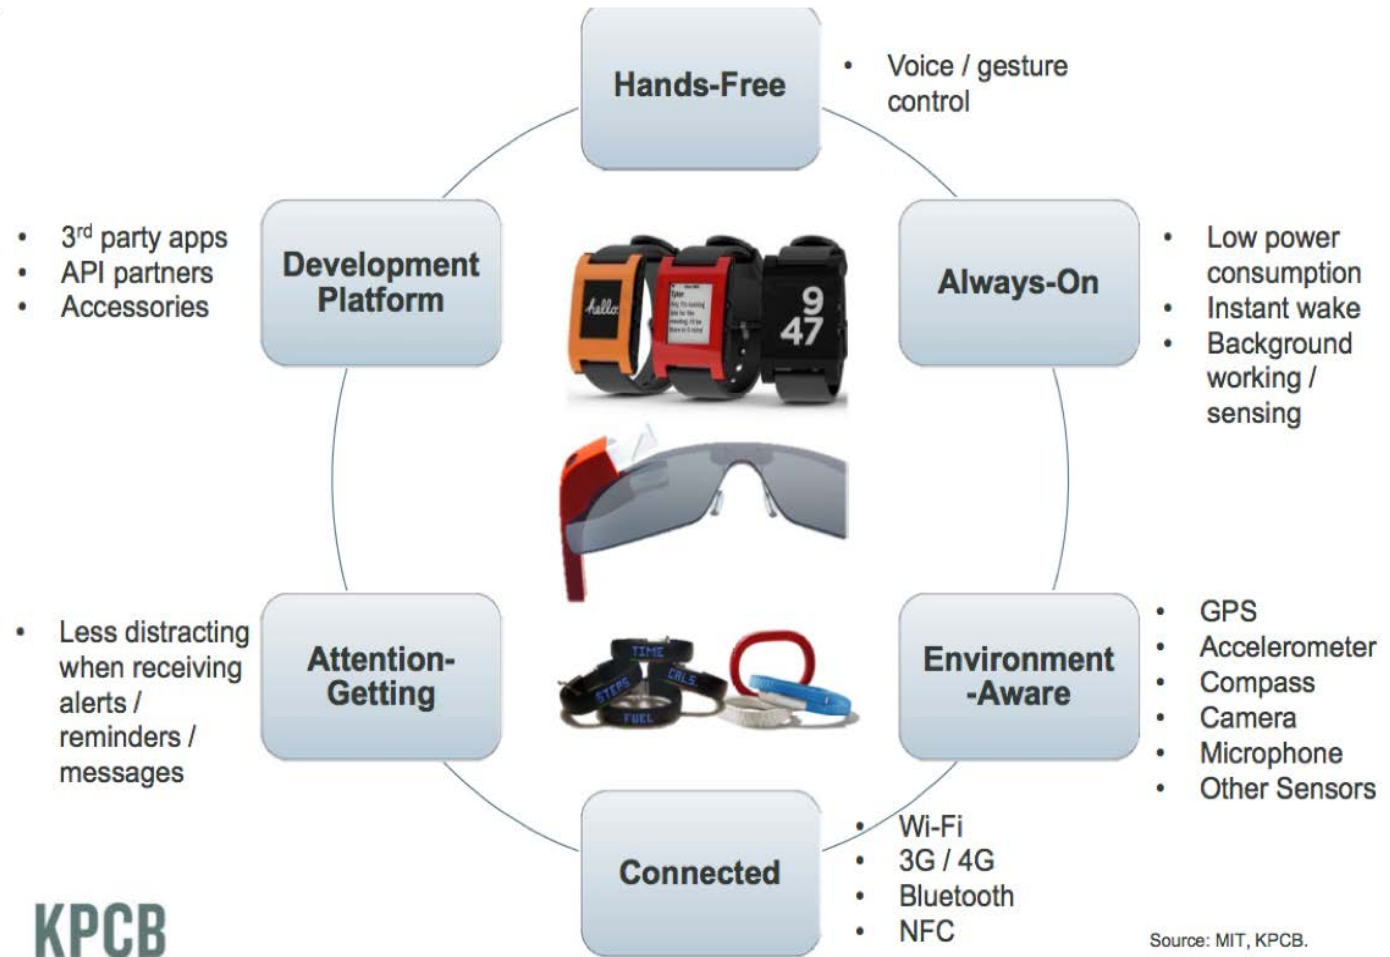 Hands-Free
• Voice / gesture
control
Development
Platform
• 3rd party apps
• API partners
• Accessories
Always-On
• Low power
consumption
• Instant wake
• Background
working /
sensing
hello.
9
47
Attention-
Getting
• Less distracting
when receiving
alerts /
reminders /
messages
TIME
STEPS
CALS
FUEL
Environment
-Aware
• GPS
• Accelerometer
• Compass
• Camera
• Microphone
• Other Sensors
Connected
• Wi-Fi
• 3G / 4G
• Bluetooth
• NFC
KPCB
Source: MIT, KPCB.